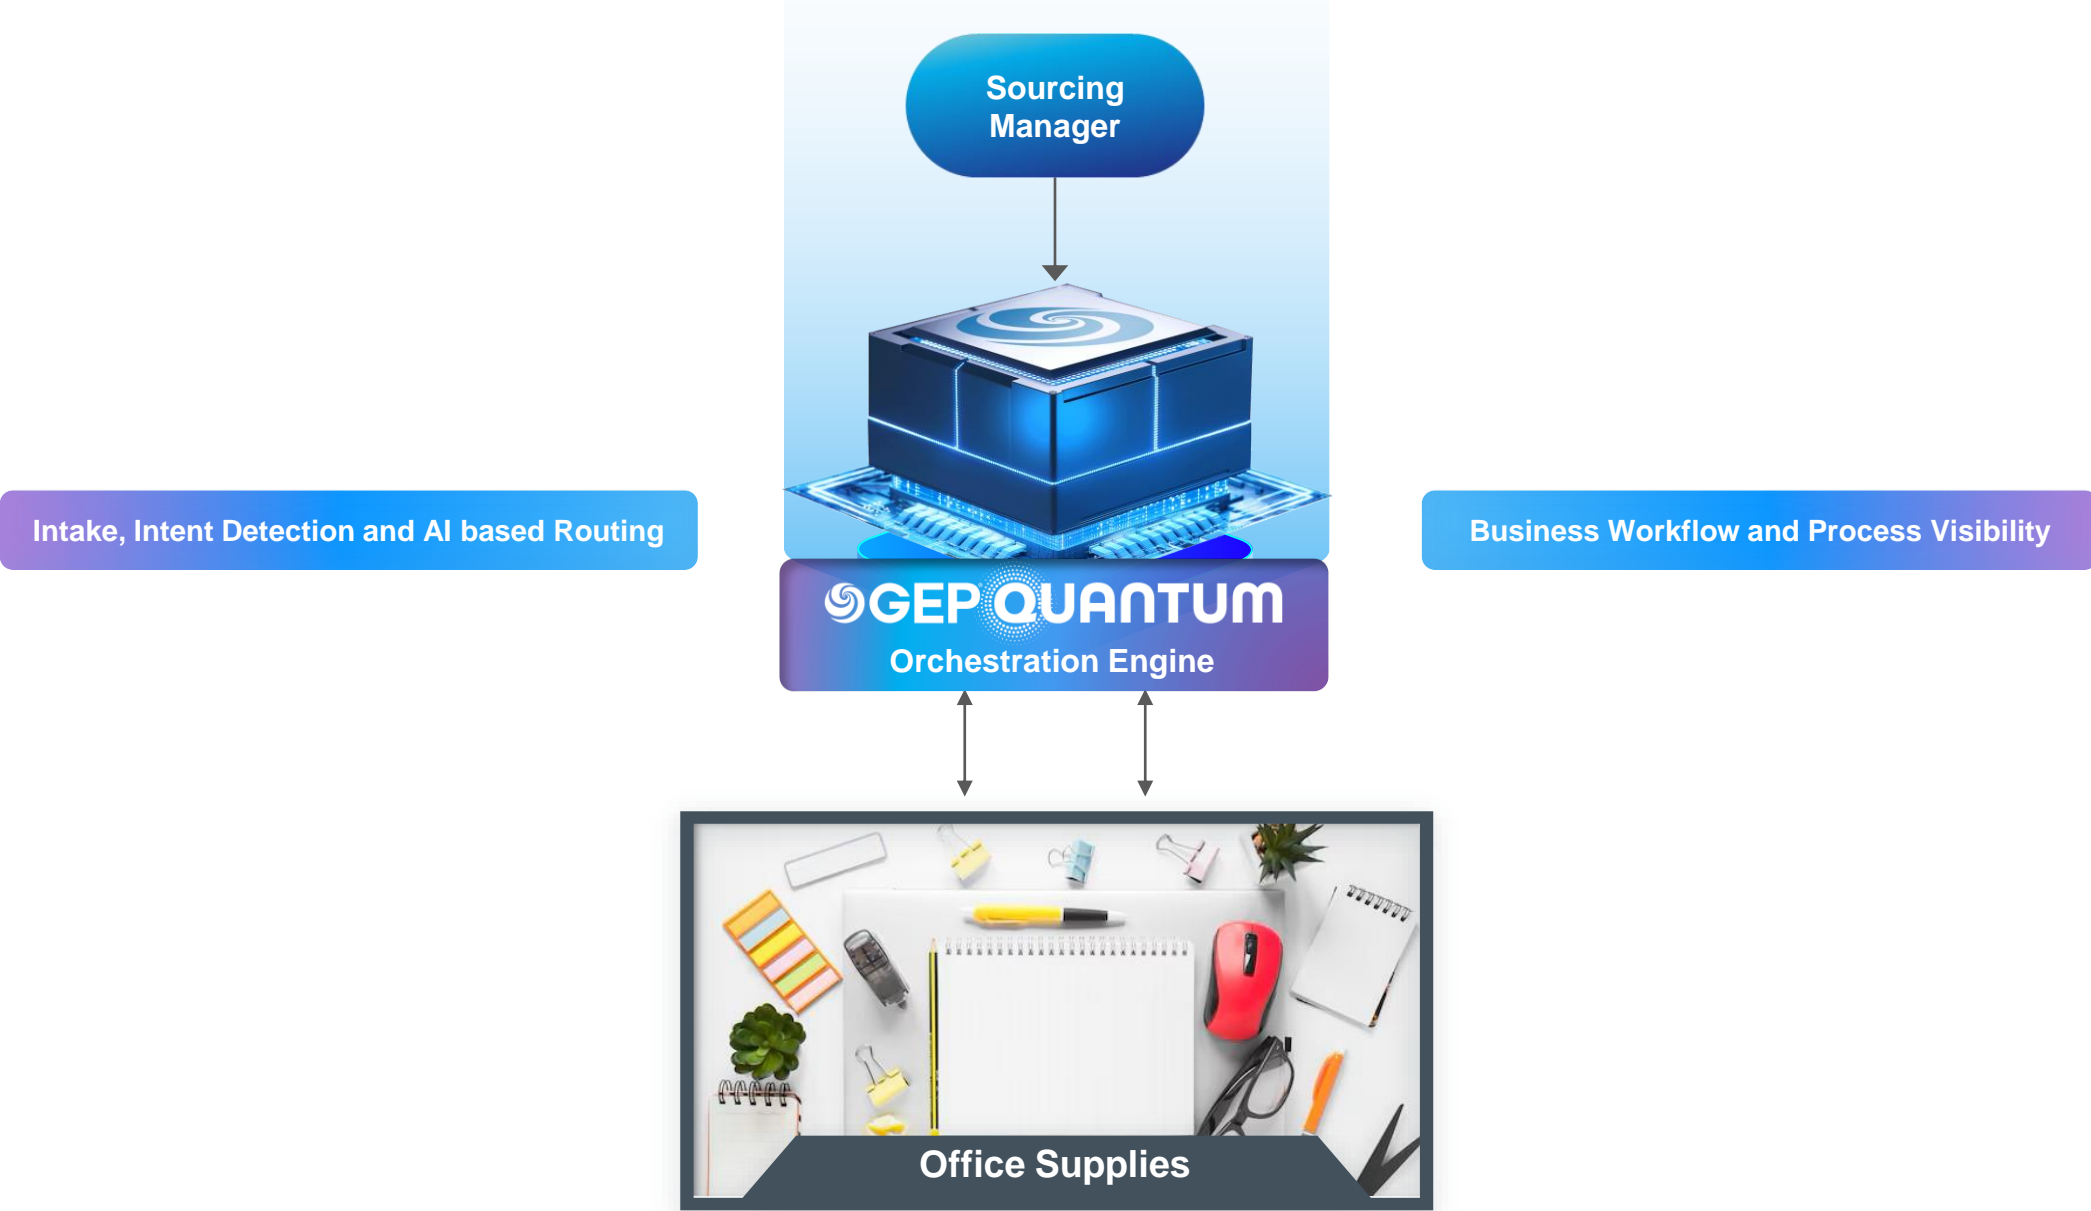 Sourcing
Manager
Intake, Intent Detection and AI based Routing
Business Workflow and Process Visibility
GEP QUANTUM
Orchestration Engine
Office Supplies